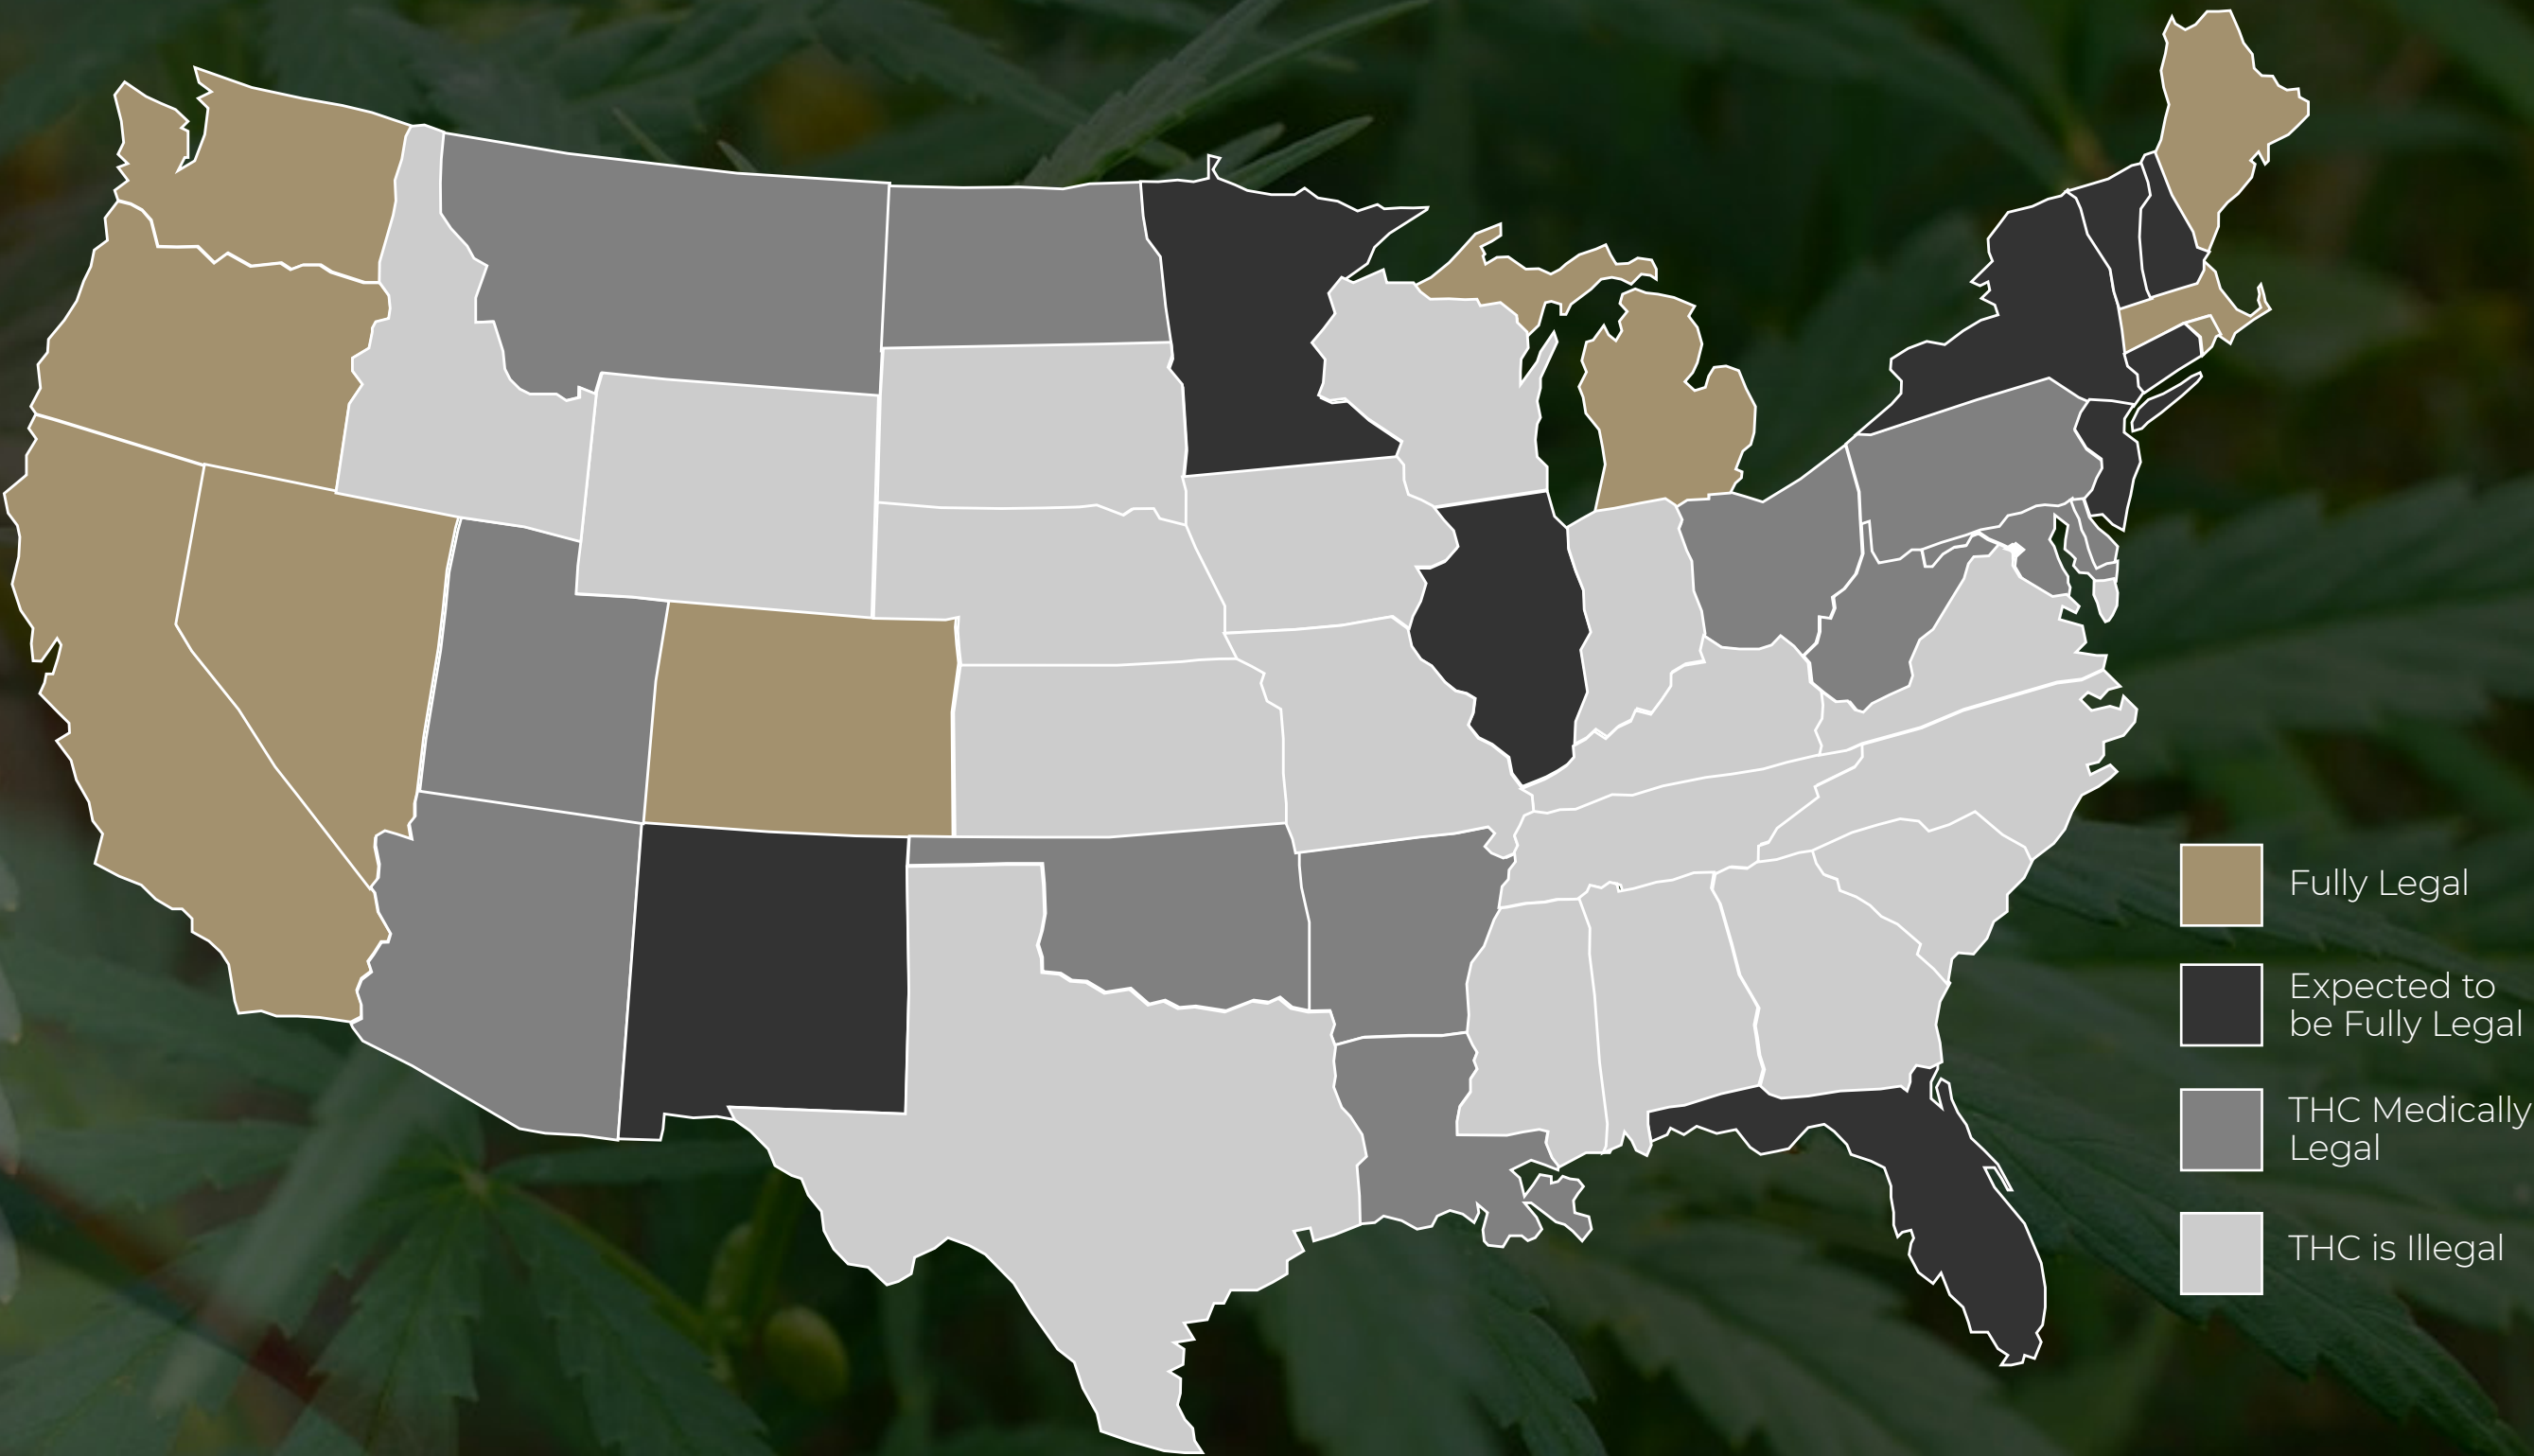 Fully Legal
Expected to
be Fully Legal
THC Medically
Legal
THC is Illegal